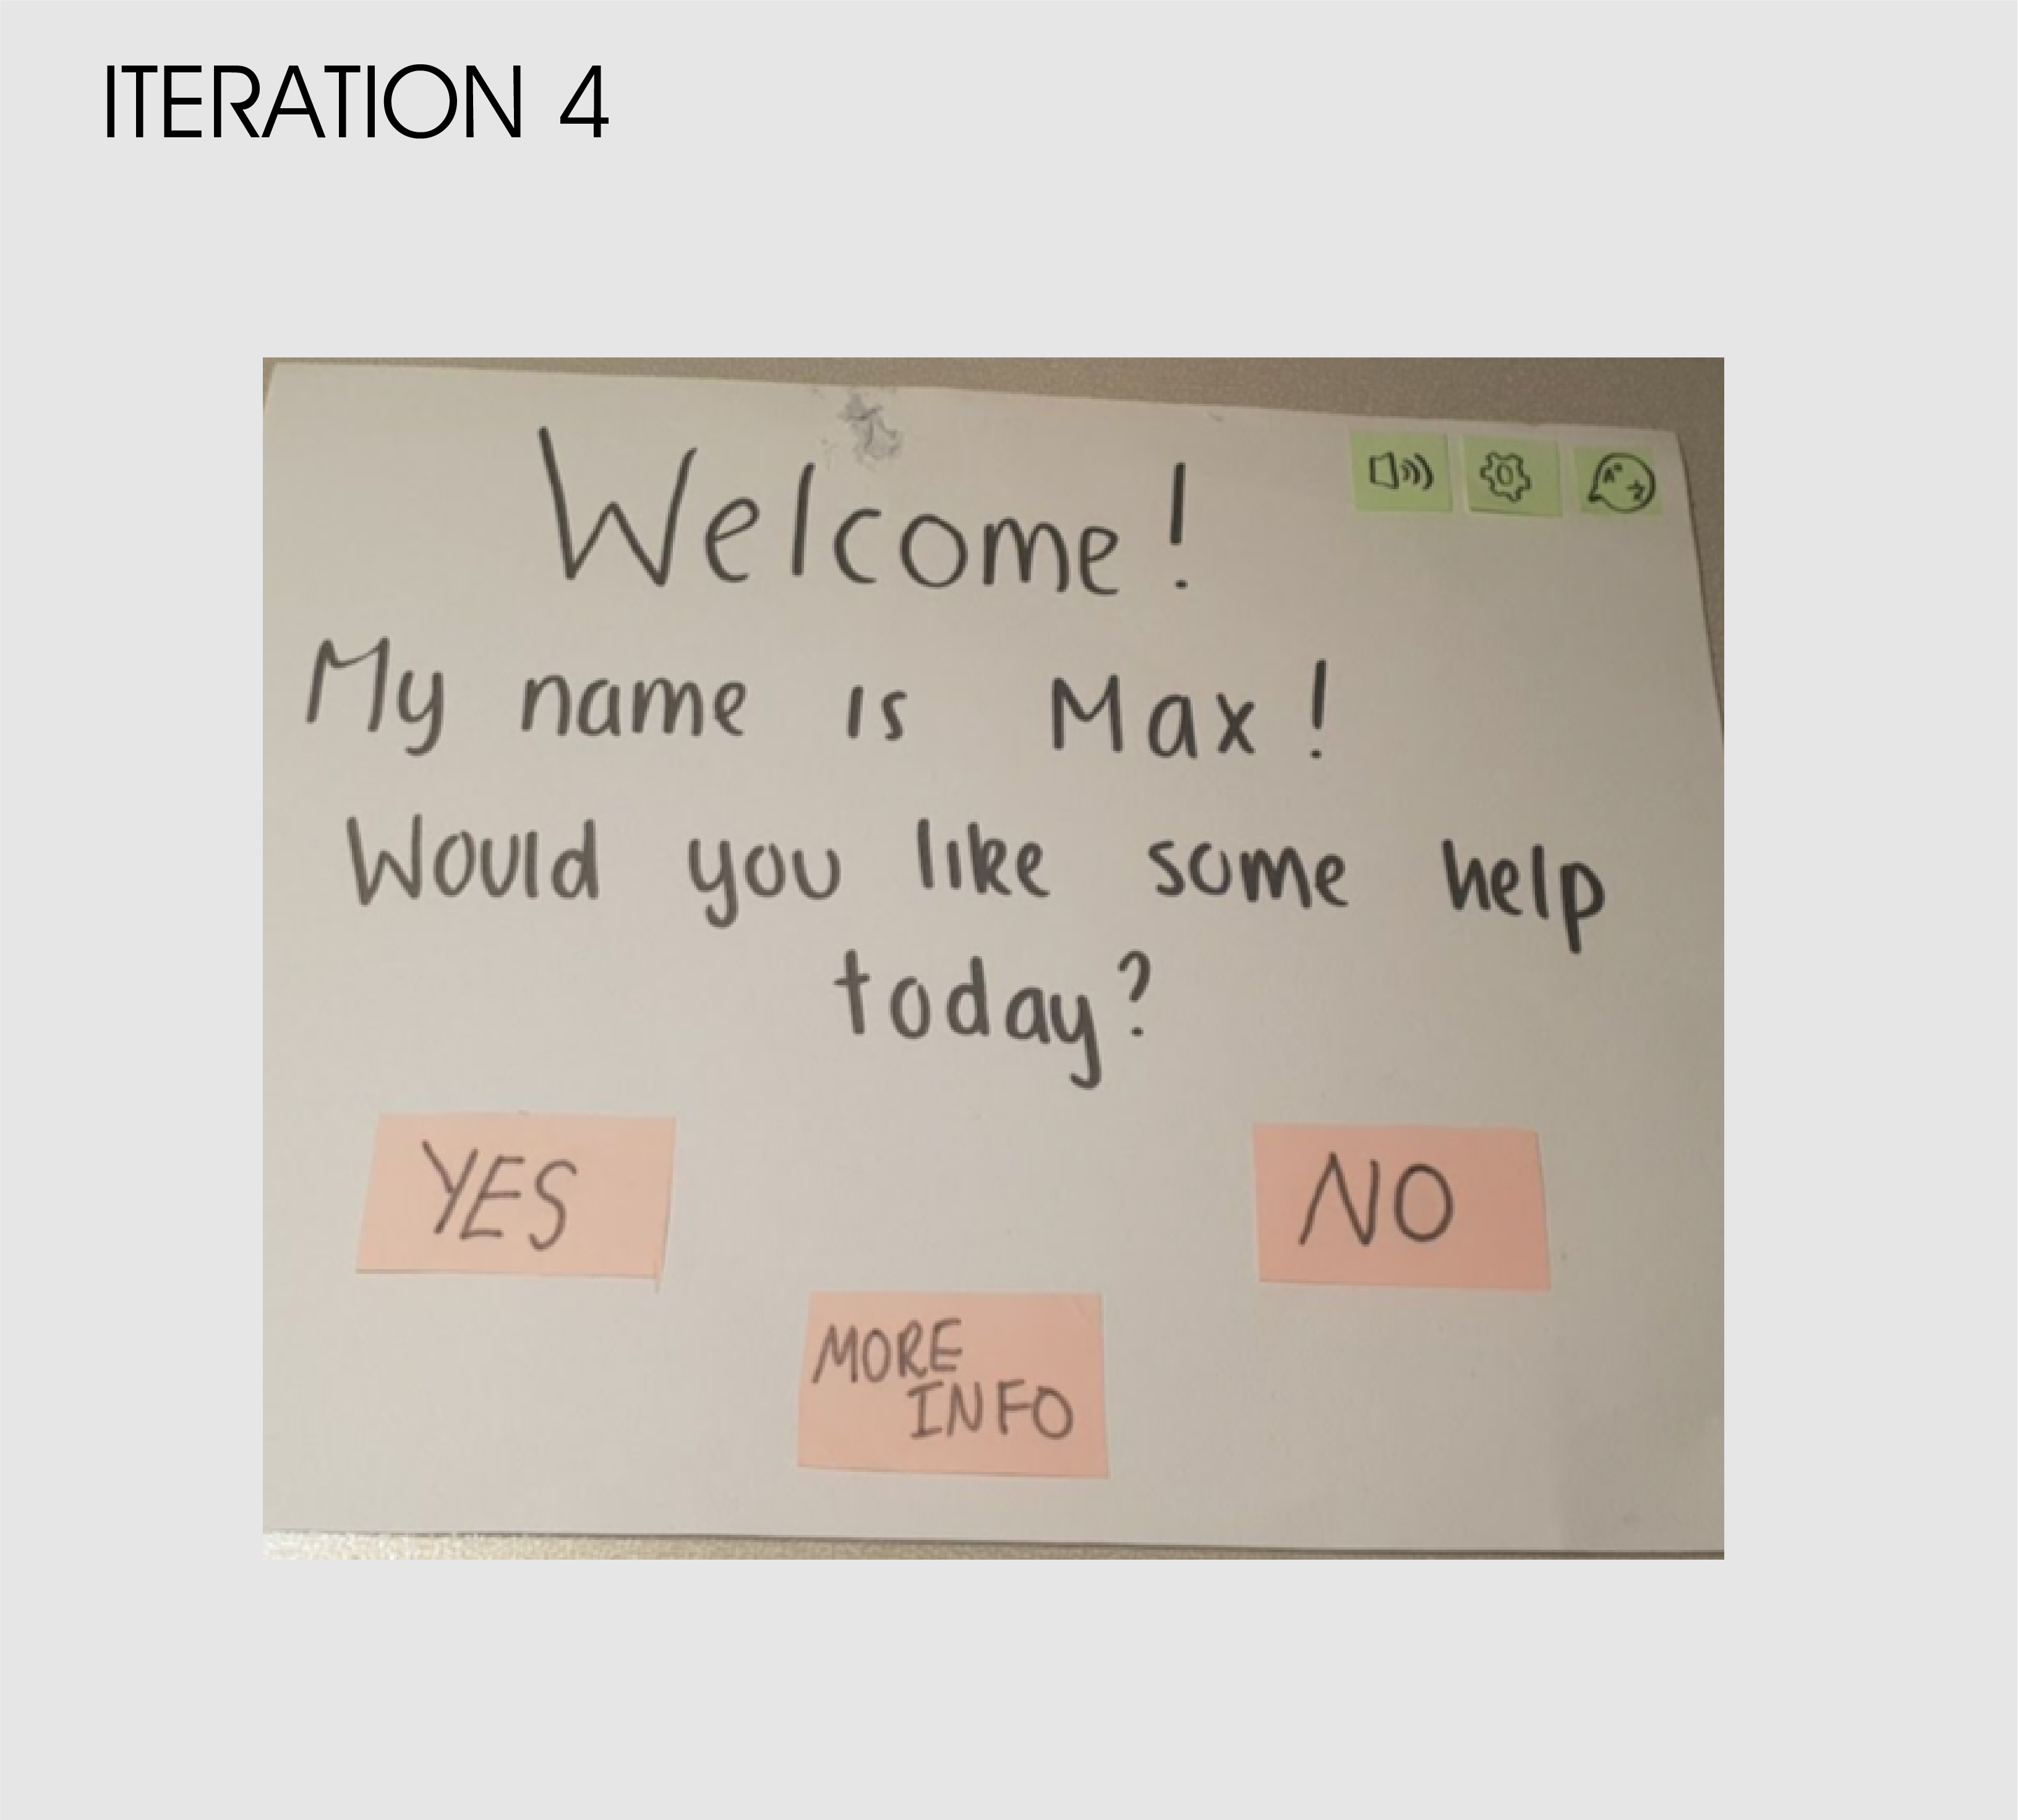 ITERATION 4
Welcome!
My name is Max!
Would you like some help
today?
YES
NO
MORE
INFO